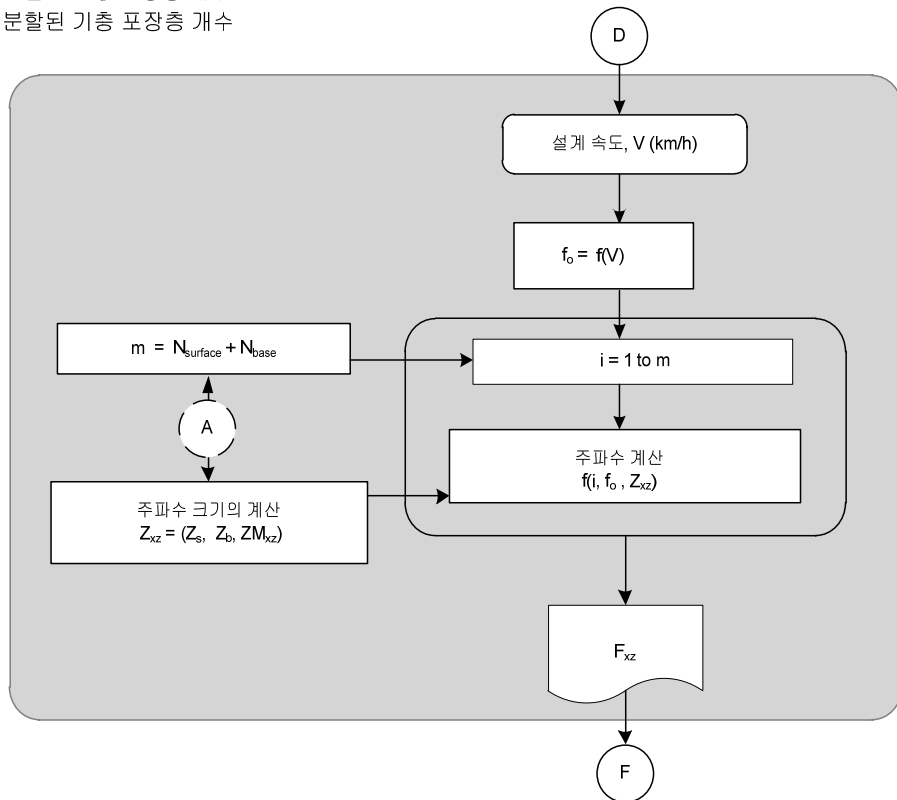 분할된 기층 포장층 개수
D
설계 속도, V (km/h)
fo = f(V)
m = Nsurface + Nbase
i = 1 to m
A
주파수 계산
f(i, fo , Zxz)
주파수 크기의 계산
Zxz = (Zs, Zb, ZMxz)
Fxz
F